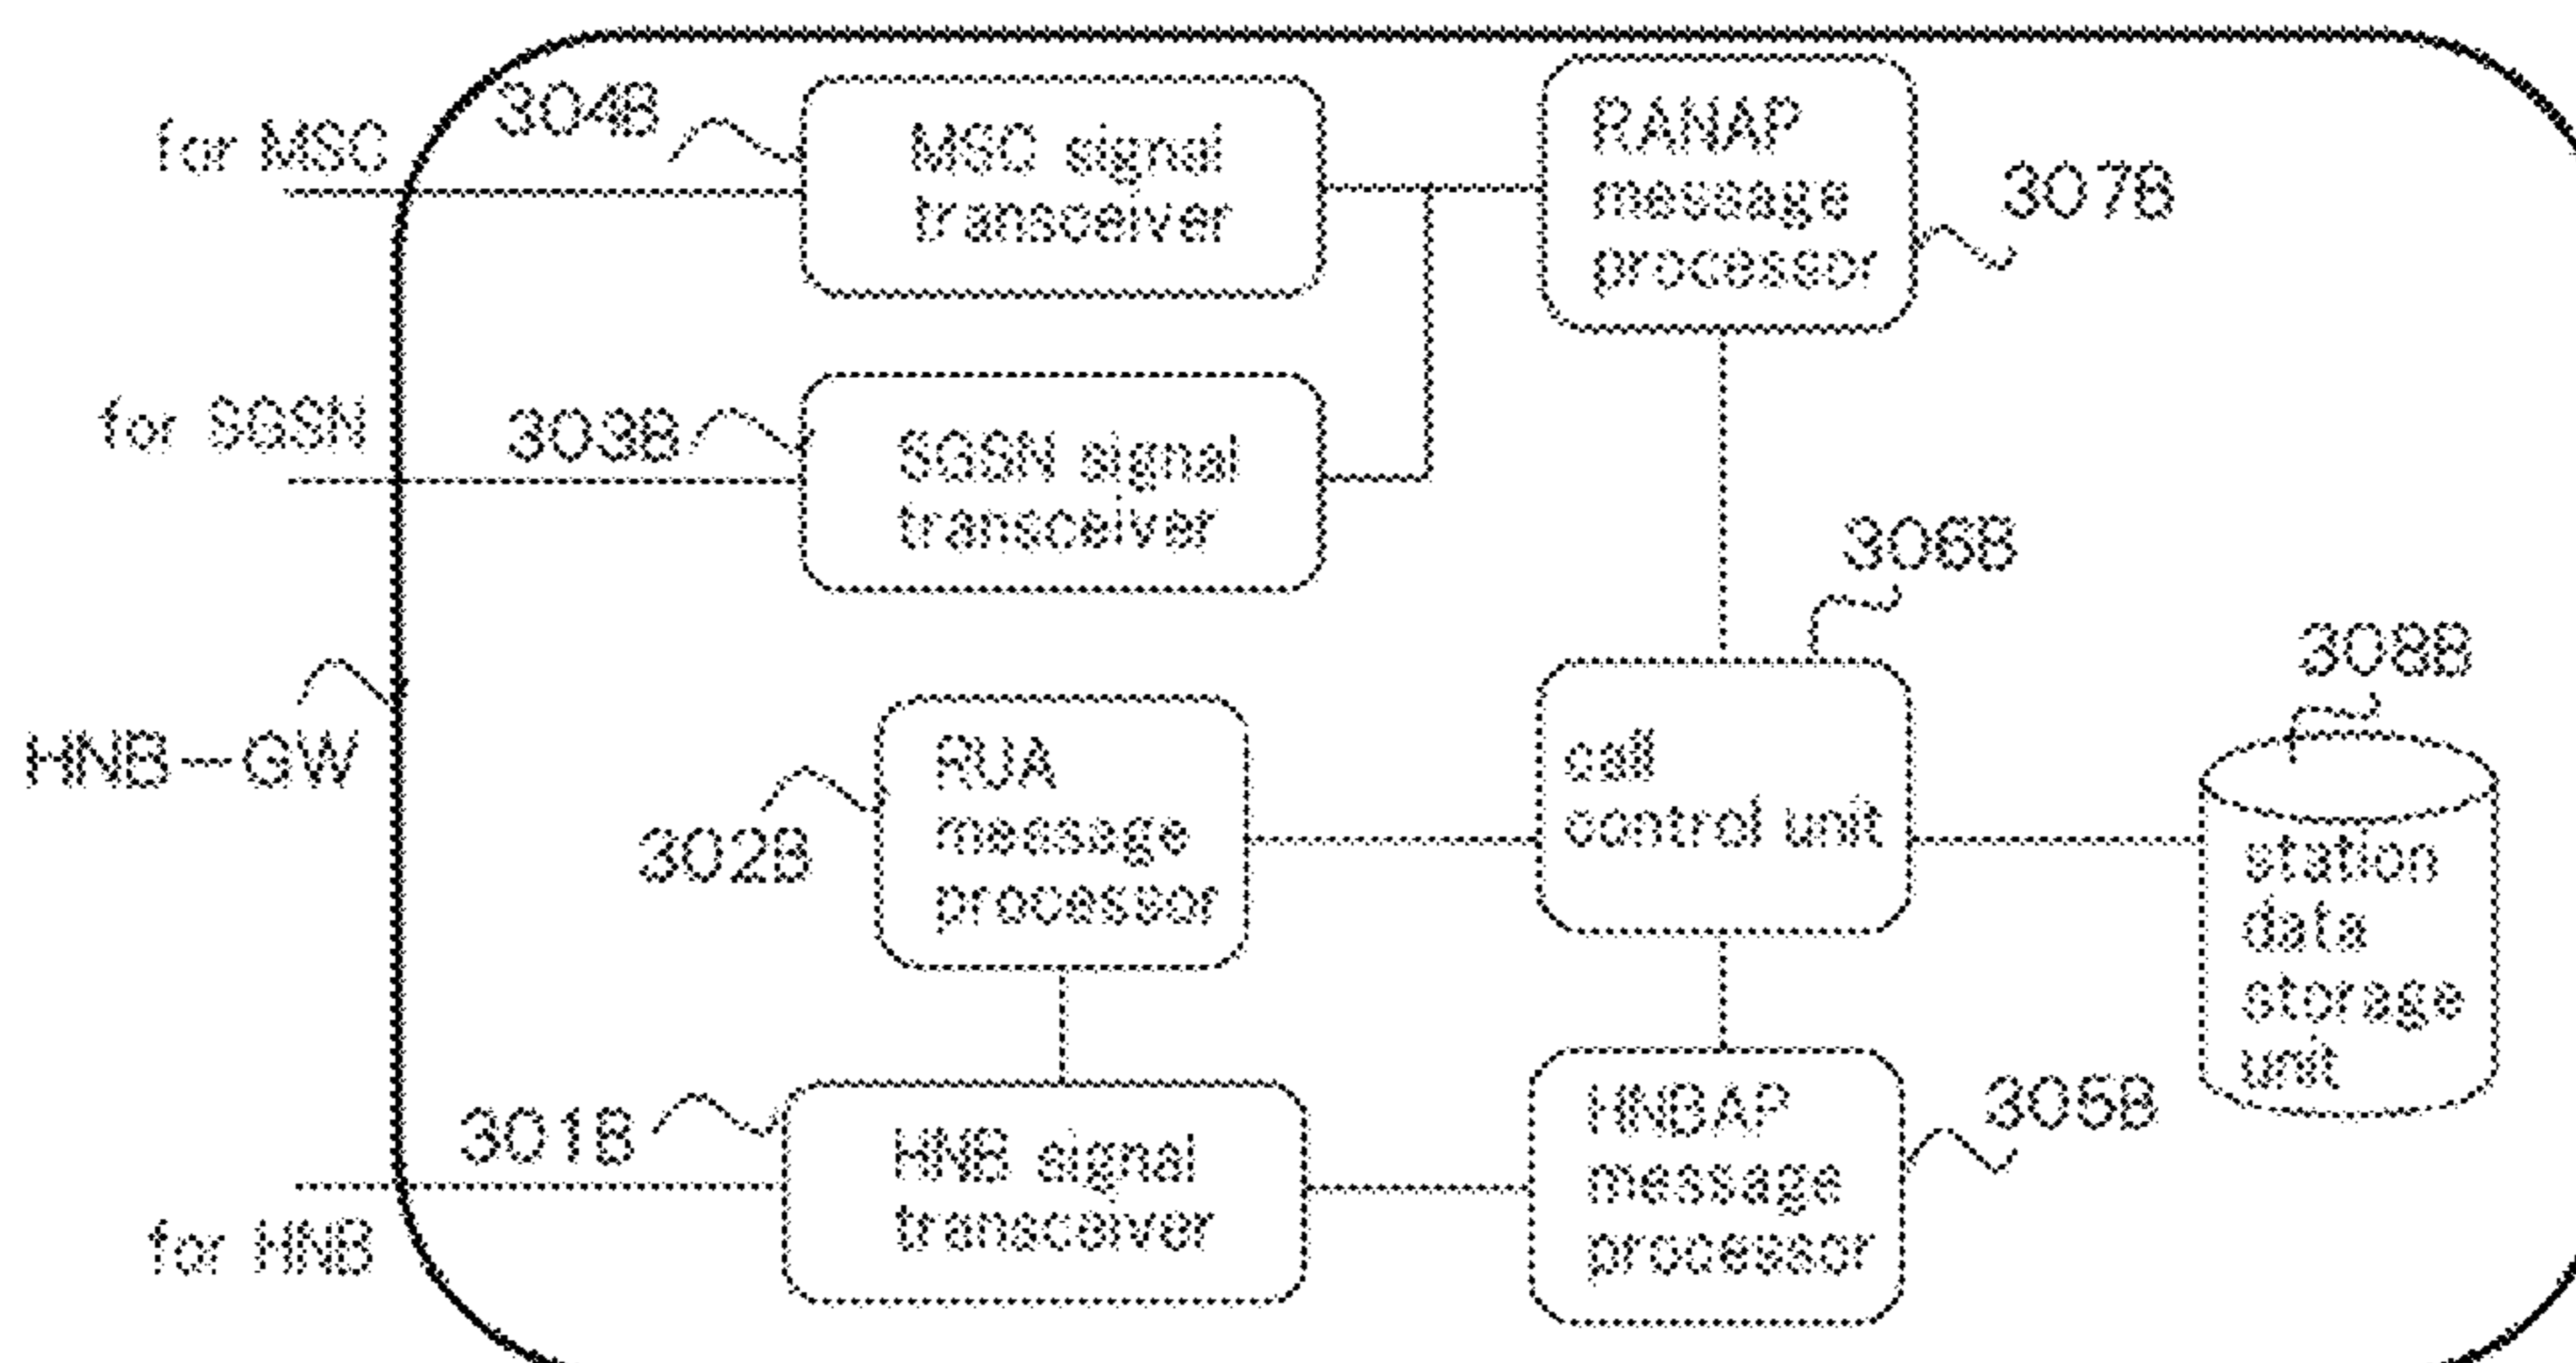 for MSC
304B
MSC signal
transceiver
RANAP
message
processor
307B
for SGSN
303B
SGSN signal
transceiver
306B
308B
HNB-GW
302B
RUA
message
processor
call
control unit
station
data
storage
unit
301B
for HNB
HNB signal
transceiver
HNBAP
message
processor
305B